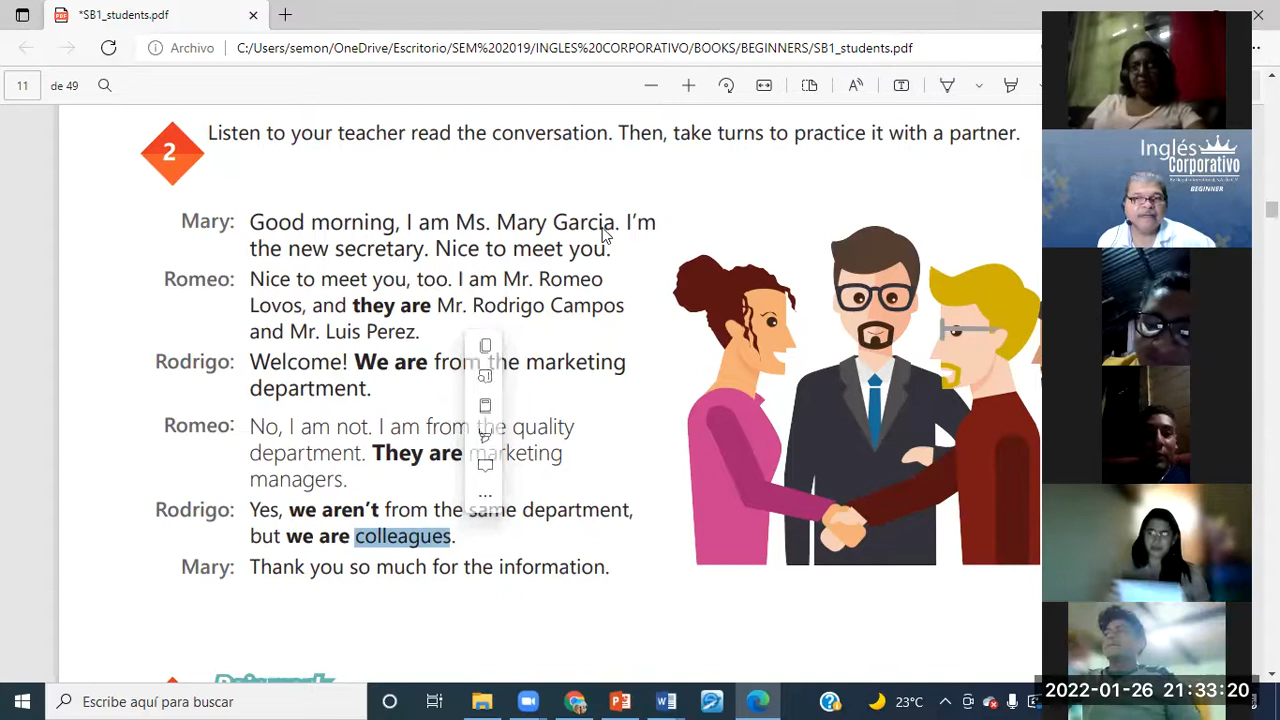 *SB1_students.pdf
Archivo
C:/Users/semon/OneDrive/Escritorio/SEM%202019/INGLES%20CORPORATIVO/BOOKS/BEGINNERS/SB1_students.pdf
11 de 49
2
Listen to your teacher read the conversation. Then, take turns to practice it with a partner.
Mary: Good morning, I am Ms. Mary Garcia. I'm
the new secretary. Nice to meet you.
Romeo: Nice to meet you, too. I am Mr. Romeo
Lovos, and they are Mr. Rodrigo Campos
and Mr. Luis Perez.
Rodrigo: Welcome! We are from the marketing
department.
Romeo: No, I am not. I am from the quality
department. They are marketing
managers.
Rodrigo: Yes, we aren't from the same department,
but we are colleagues.
Mary: Thank you so much for the information.
Inglés
Corporativo
BEGINNER
Escribe aquí para buscar
23°C
2022-01-26 21:33:20